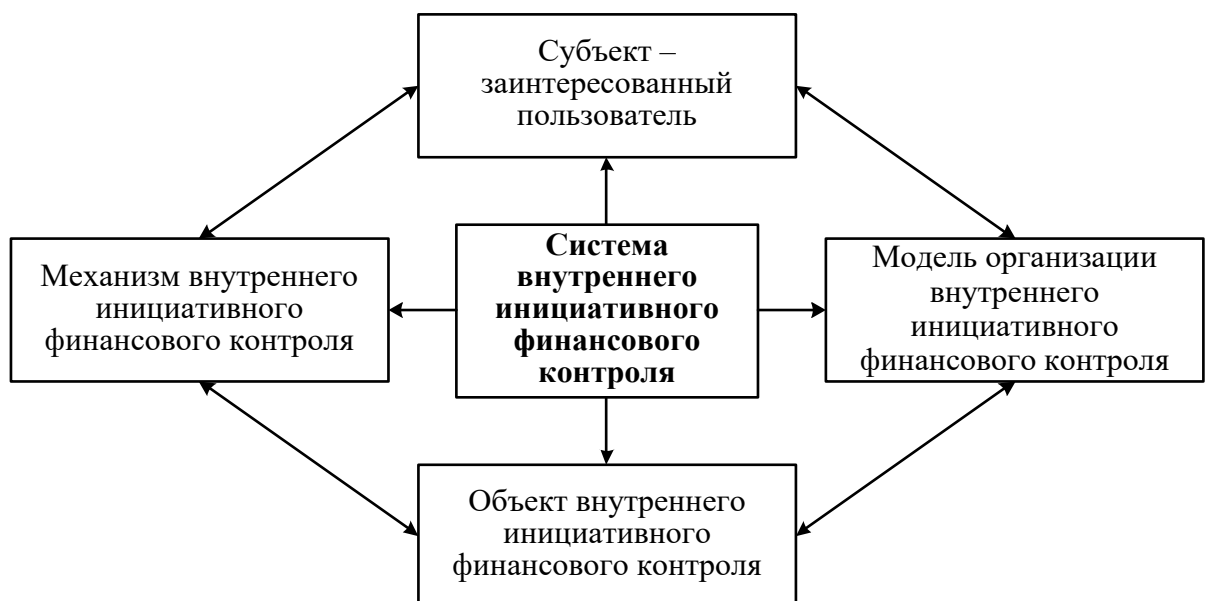 Субъект –
заинтересованный
пользователь
Механизм внутреннего
инициативного
финансового контроля
Система
внутреннего
инициативного
финансового
контроля
Модель организации
внутреннего
инициативного
финансового контроля
Объект внутреннего
инициативного
финансового контроля